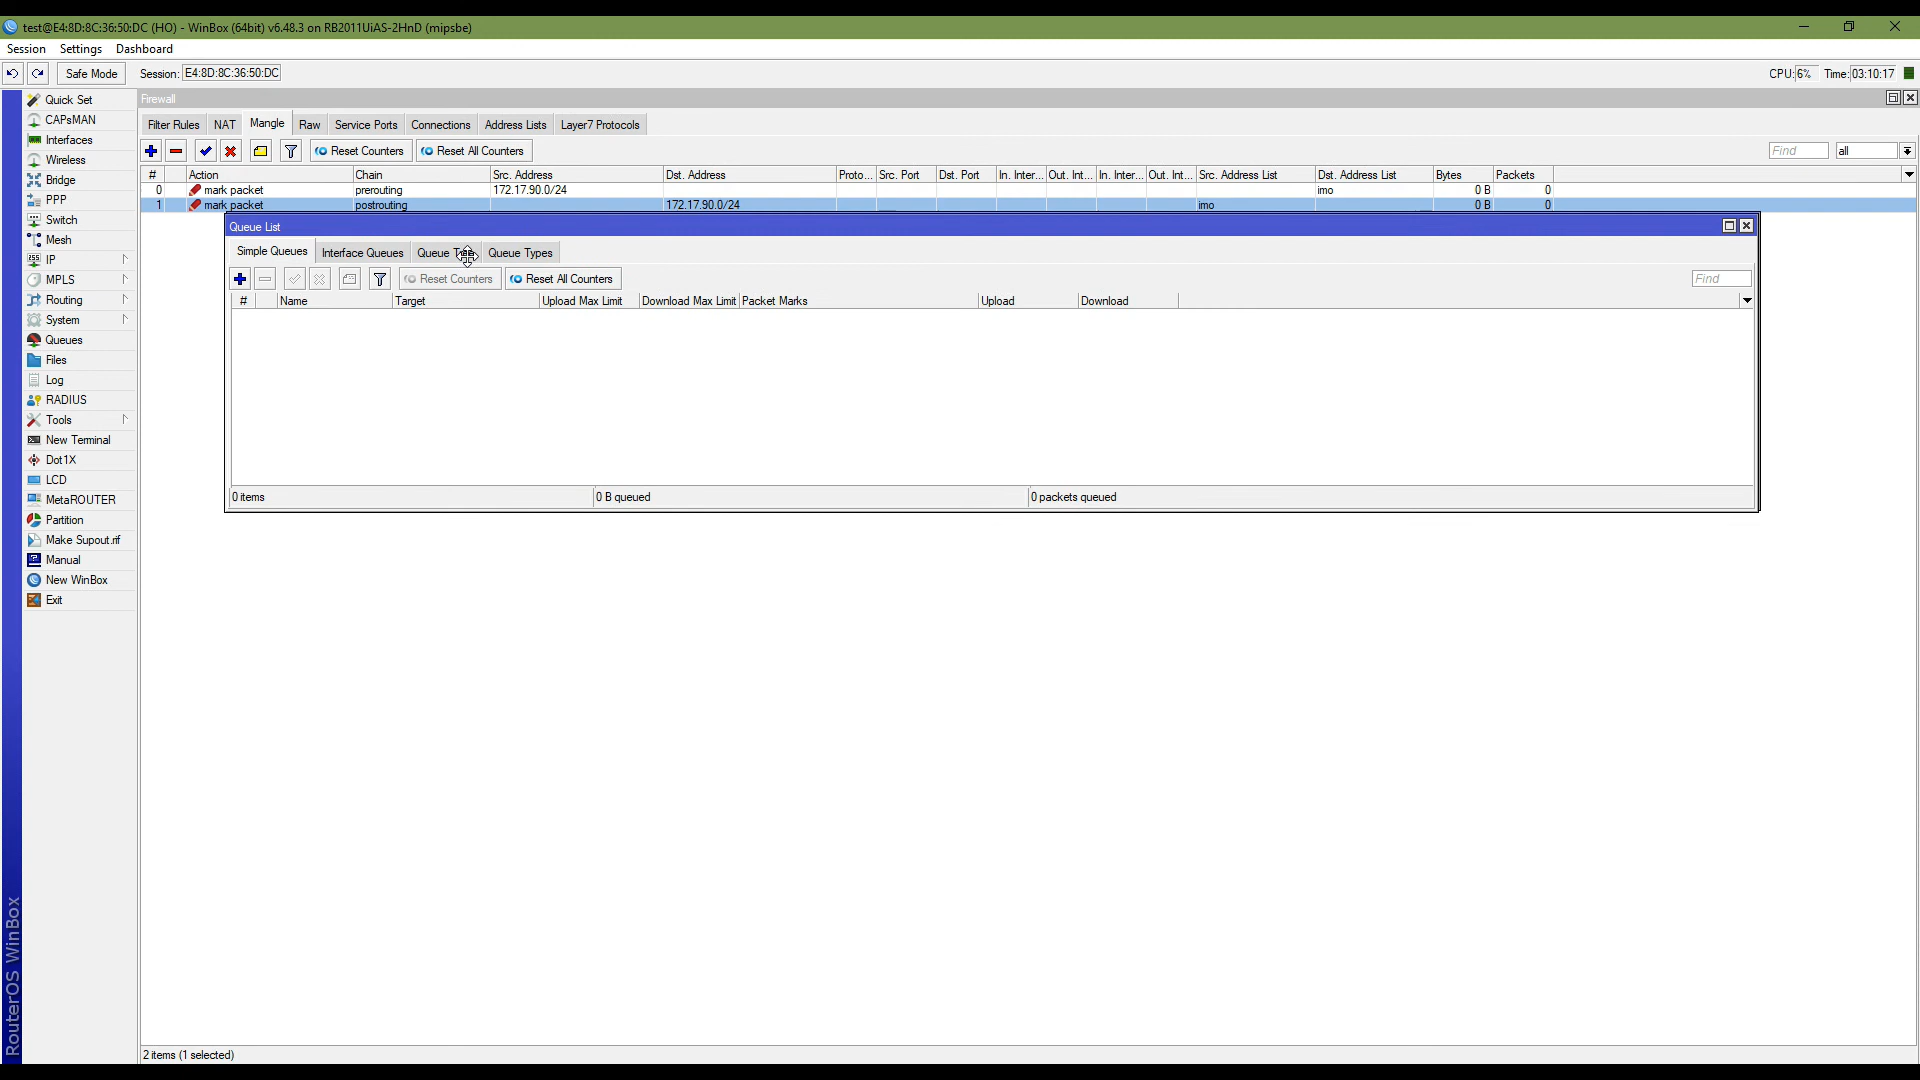 test@E4:8D:8C:36:50:DC (HO) - WinBox (64bit) v6.48.3 on RB2011UiAS-2HnD (mipsbe)
Session Settings Dashboard
Safe Mode Session: E4:8D:8C:36:50:DC CPU: 6% Time: 03:10:17
Firewall
Filter Rules NAT Mangle Raw Service Ports Connections Address Lists Layer7 Protocols
Reset Counters Reset All Counters Find all
# Action Chain Src. Address Dst. Address Proto... Src. Port Dst. Port In. Inter... Out. Int... In. Inter... Out. Int... Src. Address List Dst. Address List Bytes Packets
0 mark packet prerouting 172.17.90.0/24 imo 0 B 0
1 mark packet postrouting 172.17.90.0/24 imo 0 B 0
Queue List
Simple Queues Interface Queues Queue Queue Types
Reset Counters Reset All Counters Find
# Name Target Upload Max Limit Download Max Limit Packet Marks Upload Download
0 items 0 B queued 0 packets queued
Quick Set
CAPsMAN
Interfaces
Wireless
Bridge
PPP
Switch
Mesh
IP
MPLS
Routing
System
Queues
Files
Log
RADIUS
Tools
New Terminal
Dot1X
LCD
MetaROUTER
Partition
Make Supout.rif
Manual
New WinBox
Exit
RouterOS WinBox
2 items (1 selected)